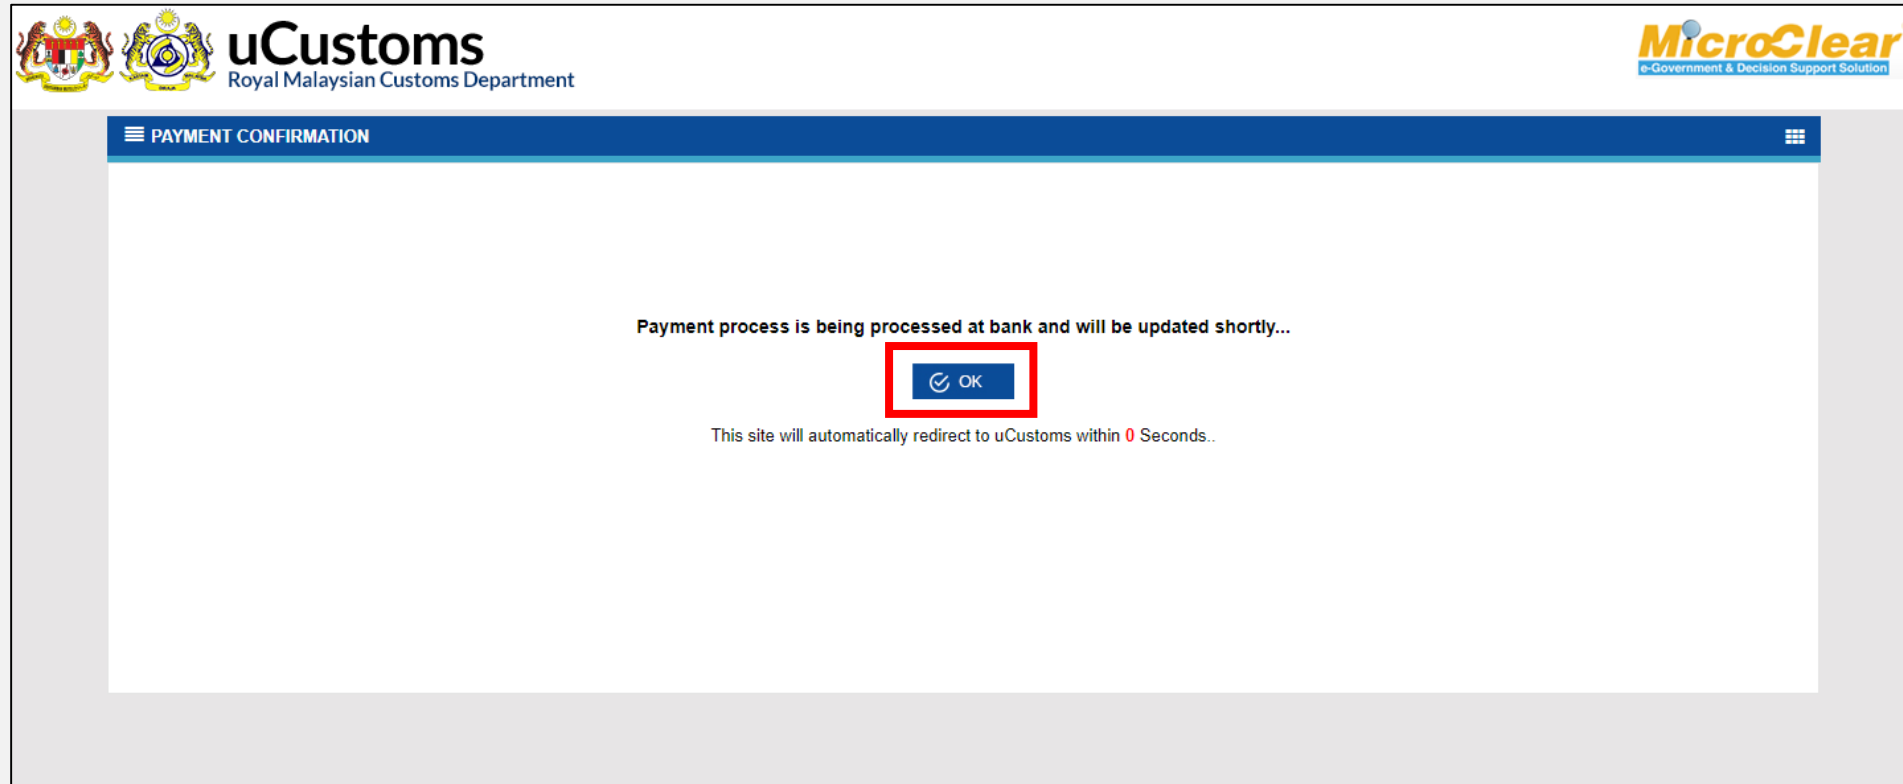 uCustoms
Royal Malaysian Customs Department
MicroClear
e-Government & Decision Support Solution
PAYMENT CONFIRMATION
Payment process is being processed at bank and will be updated shortly...
OK
This site will automatically redirect to uCustoms within 0 Seconds..